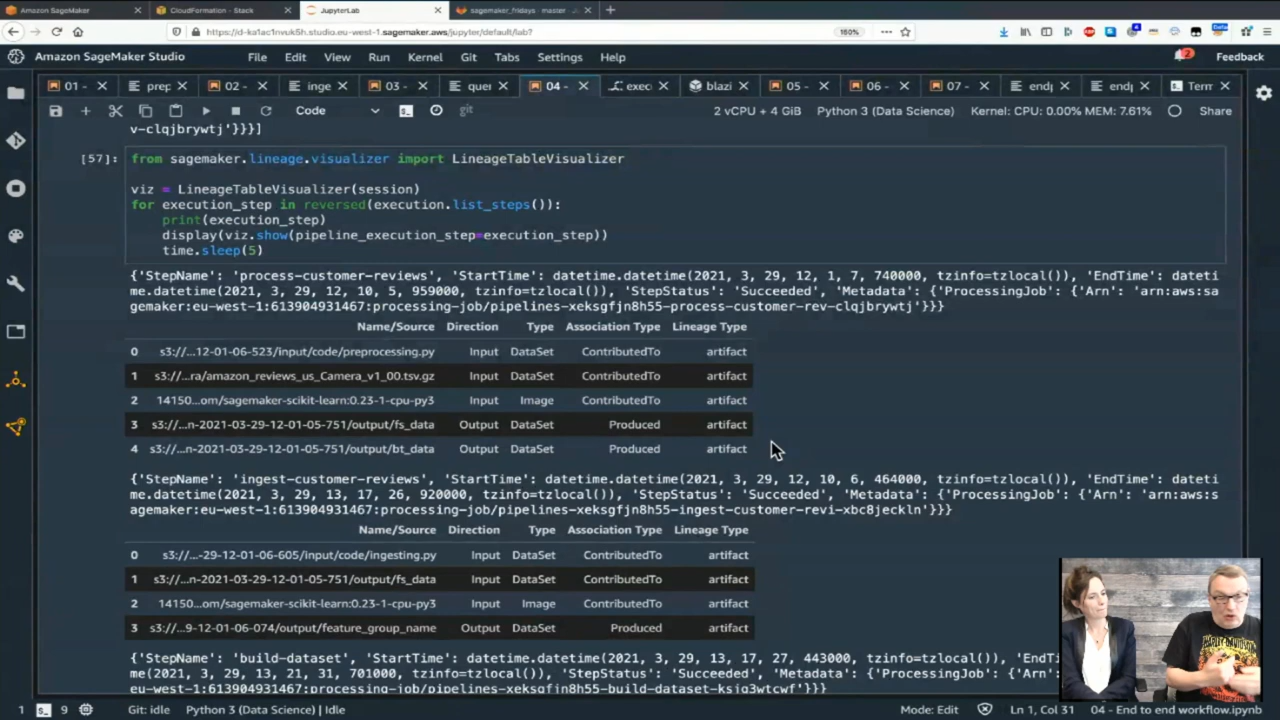 Amazon SageMaker
CloudFormation - Stack
JupyterLab
sagemaker_fridays · master
https://d-ka1ac1nvuk5h.studio.eu-west-1.sagemaker.aws/jupyter/default/lab?
160%
Amazon SageMaker Studio
File Edit View Run Kernel Git Tabs Settings Help
2
Feedback
01 - prep 02 - inge 03 - quer 04 - exec blazi 05 - 06 - 07 - endp endp Term
Code
git
2 vCPU + 4 GiB Python 3 (Data Science) Kernel: CPU: 0.00% MEM: 7.61% Share
v-clqjbrywtj'}}}]
[57]: from sagemaker.lineage.visualizer import LineageTableVisualizer
viz = LineageTableVisualizer(session)
for execution_step in reversed(execution.list_steps()):
print(execution_step)
display(viz.show(pipeline_execution_step=execution_step))
time.sleep(5)
{'StepName': 'process-customer-reviews', 'StartTime': datetime.datetime(2021, 3, 29, 12, 1, 7, 740000, tzinfo=tzlocal()), 'EndTime': dateti
me.datetime(2021, 3, 29, 12, 10, 5, 959000, tzinfo=tzlocal()), 'StepStatus': 'Succeeded', 'Metadata': {'ProcessingJob': {'Arn': 'arn:aws:sa
gemaker:eu-west-1:613904931467:processing-job/pipelines-xeksgfjn8h55-process-customer-rev-clqjbrywtj'}}}
Name/Source Direction Type Association Type Lineage Type
0 s3://...12-01-06-523/input/code/preprocessing.py Input DataSet ContributedTo artifact
1 s3://...ra/amazon_reviews_us_Camera_v1_00.tsv.gz Input DataSet ContributedTo artifact
2 14150...om/sagemaker-scikit-learn:0.23-1-cpu-py3 Input Image ContributedTo artifact
3 s3://...n-2021-03-29-12-01-05-751/output/fs_data Output DataSet Produced artifact
4 s3://...n-2021-03-29-12-01-05-751/output/bt_data Output DataSet Produced artifact
{'StepName': 'ingest-customer-reviews', 'StartTime': datetime.datetime(2021, 3, 29, 12, 10, 6, 464000, tzinfo=tzlocal()), 'EndTime': dateti
me.datetime(2021, 3, 29, 13, 17, 26, 920000, tzinfo=tzlocal()), 'StepStatus': 'Succeeded', 'Metadata': {'ProcessingJob': {'Arn': 'arn:aws:s
agemaker:eu-west-1:613904931467:processing-job/pipelines-xeksgfjn8h55-ingest-customer-revi-xbc8jeckln'}}}
Name/Source Direction Type Association Type Lineage Type
0 s3://...-29-12-01-06-605/input/code/ingesting.py Input DataSet ContributedTo artifact
1 s3://...n-2021-03-29-12-01-05-751/output/fs_data Input DataSet ContributedTo artifact
2 14150...om/sagemaker-scikit-learn:0.23-1-cpu-py3 Input Image ContributedTo artifact
3 s3://...9-12-01-06-074/output/feature_group_name Output DataSet Produced artifact
{'StepName': 'build-dataset', 'StartTime': datetime.datetime(2021, 3, 29, 13, 17, 27, 443000, tzinfo=tzlocal()), 'EndT
me(2021, 3, 29, 13, 21, 31, 701000, tzinfo=tzlocal()), 'StepStatus': 'Succeeded', 'Metadata': {'ProcessingJob': {'Arn':
eu-west-1:613904931467:processing-job/pipelines-xeksgfjn8h55-build-dataset-ksig3wtcwf'}}}
1 9 Git: idle Python 3 (Data Science) | Idle Mode: Edit Ln 1, Col 31 04 - End to end workflow.ipynb